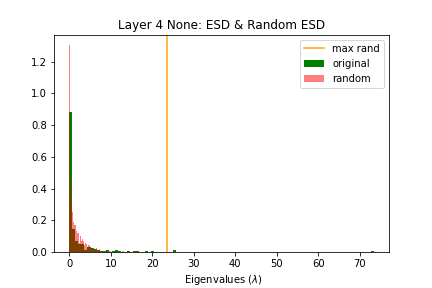 Layer 4 None: ESD & Random ESD
max rand
original
random
1.2
1.0
0.8
0.6
0.4
0.2
0.0
0 10 20 30 40 50 60 70
Eigenvalues (λ)